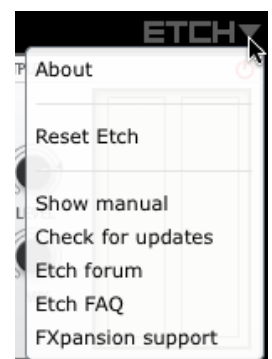 ETCH
About
Reset Etch
Show manual
Check for updates
Etch forum
Etch FAQ
FXpansion support